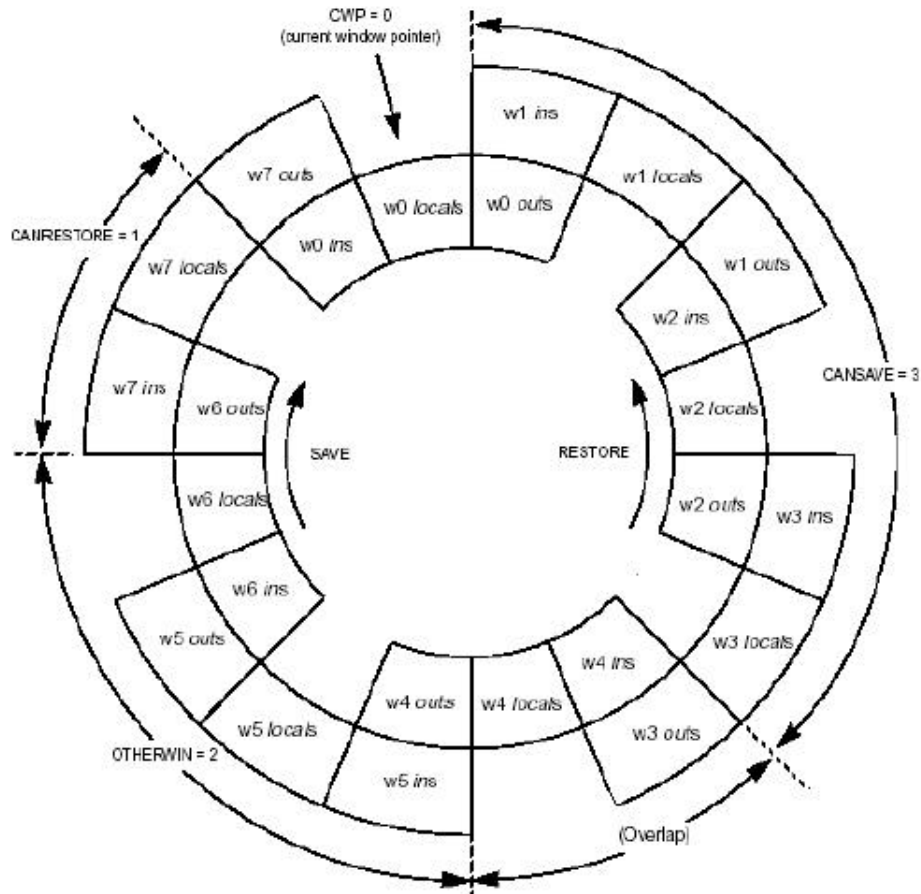 CWP = 0
(current window pointer)
w1 ins
w7 outs
w1 locals
w0 locals
w0 outs
CANRESTORE = 1
w0 ins
w1 outs
w7 locals
w2 ins
w7 ins
w6 outs
w2 locals
CANSAVE = 3
SAVE
RESTORE
w6 locals
w2 outs
w3 ins
w6 ins
w5 outs
w3 locals
w4 ins
w4 outs
w4 locals
w5 locals
w3 outs
OTHERWIN = 2
w5 ins
(Overlap)